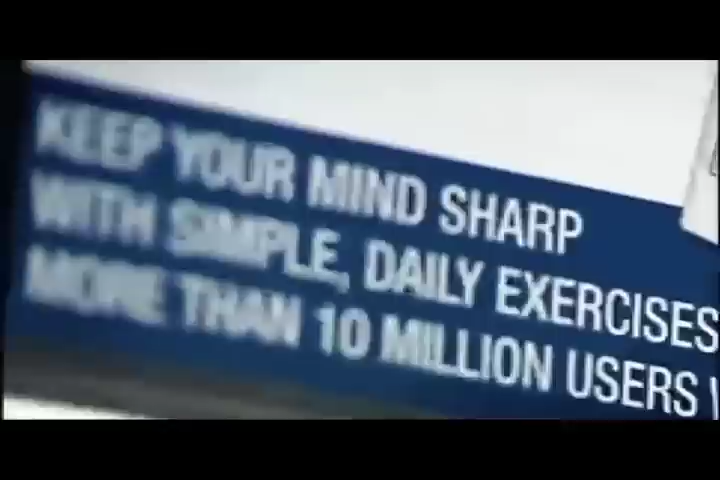 KEEP YOUR MIND SHARP
WITH SIMPLE, DAILY EXERCISES
MORE THAN 10 MILLION USERS